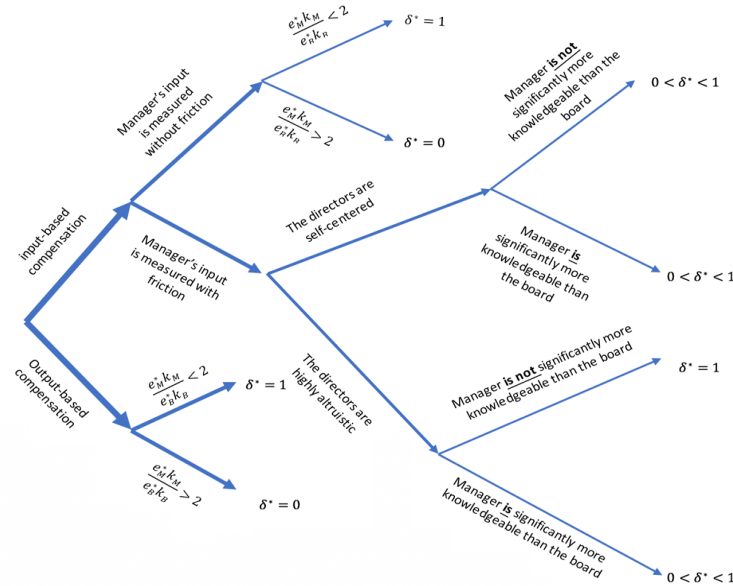 e*_M k_M / e*_B k_B < 2
δ* = 1
Manager's input
is measured
without friction
e*_M k_M / e*_B k_B > 2
δ* = 0
Manager is not
significantly more
knowledgeable than the
board
0 < δ* < 1
input-based
compensation
The directors are
self-centered
Manager's input
is measured with
friction
Manager is
significantly more
knowledgeable than
the board
0 < δ* < 1
Output-based
compensation
e*_M k_M / e*_B k_B < 2
δ* = 1
e*_M k_M / e*_B k_B > 2
δ* = 0
The directors are
highly altruistic
Manager is not significantly more
knowledgeable than the board
δ* = 1
Manager is significantly more
knowledgeable than the board
0 < δ* < 1